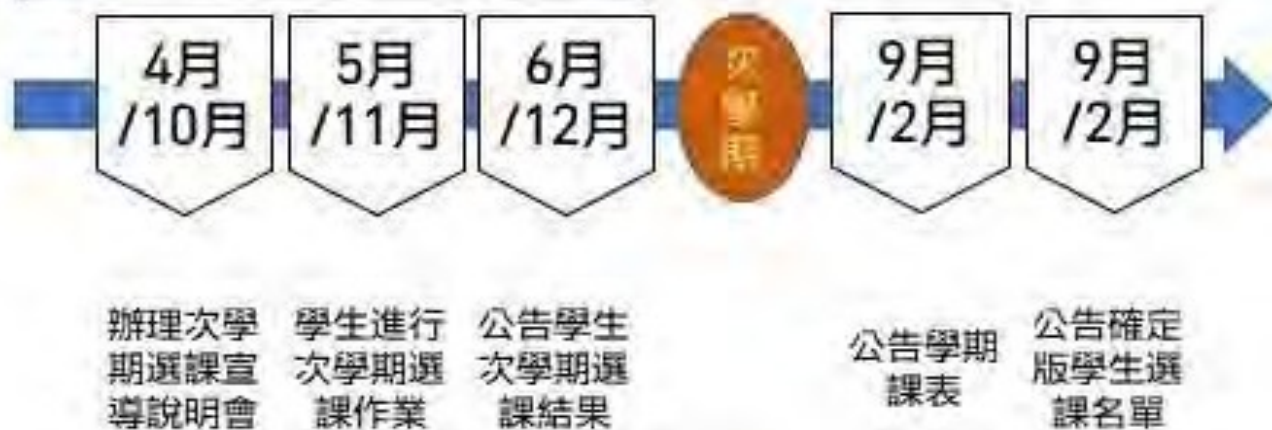 4月
/10月
5月
/11月
6月
/12月
次
學
期
9月
/2月
9月
/2月
辦理次學
期選課宣
導說明會
學生進行
次學期選
課作業
公告學生
次學期選
課結果
公告學期
課表
公告確定
版學生選
課名單